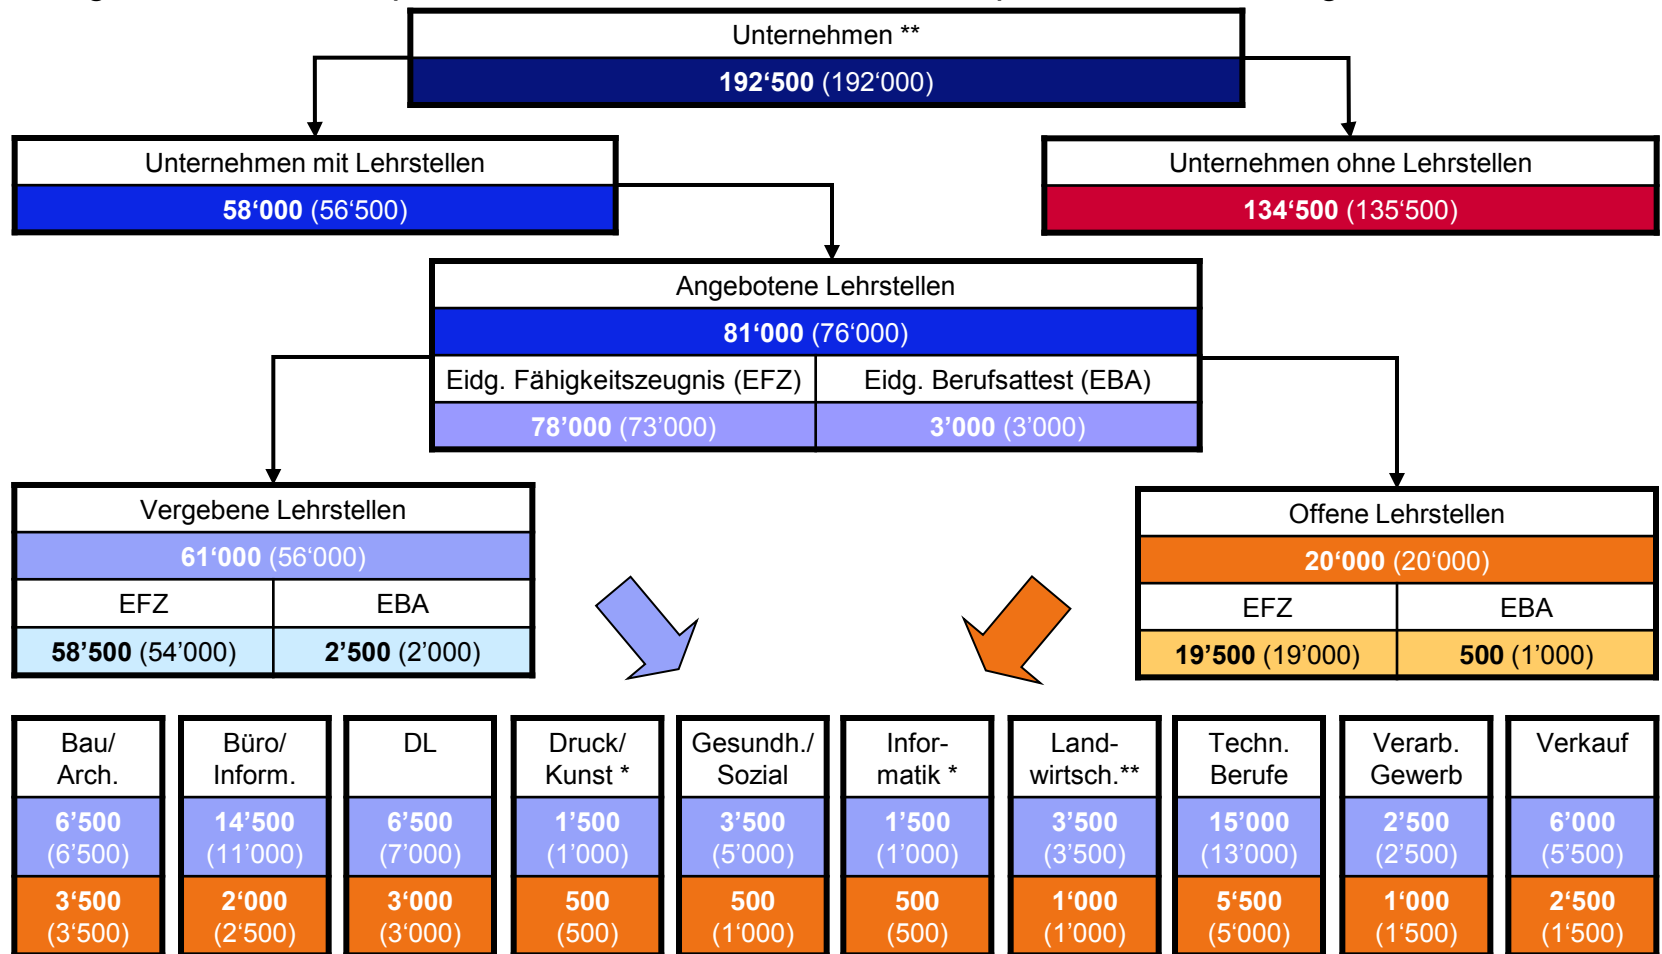 Unternehmen **
192‘500 (192‘000)
Unternehmen mit Lehrstellen
58‘000 (56‘500)
Unternehmen ohne Lehrstellen
134‘500 (135‘500)
Angebotene Lehrstellen
81‘000 (76‘000)
Eidg. Fähigkeitszeugnis (EFZ)
Eidg. Berufsattest (EBA)
78’000 (73’000)
3’000 (3’000)
Vergebene Lehrstellen
61‘000 (56‘000)
EFZ
EBA
58’500 (54’000)
2’500 (2’000)
Offene Lehrstellen
20‘000 (20‘000)
EFZ
EBA
19’500 (19’000)
500 (1’000)
Bau/
Arch.
6’500
(6’500)
3‘500
(3‘500)
Büro/
Inform.
14’500
(11’000)
2‘000
(2‘500)
DL
6’500
(7’000)
3‘000
(3‘000)
Druck/
Kunst *
1’500
(1’000)
500
(500)
Gesundh./
Sozial
3’500
(5’000)
500
(1‘000)
Infor-
matik *
1’500
(1’000)
500
(500)
Land-
wirtsch.**
3’500
(3’500)
1‘000
(1‘000)
Techn.
Berufe
15’000
(13’000)
5‘500
(5‘000)
Verarb.
Gewerb
2’500
(2’500)
1‘000
(1‘500)
Verkauf
6’000
(5’500)
2‘500
(1‘500)